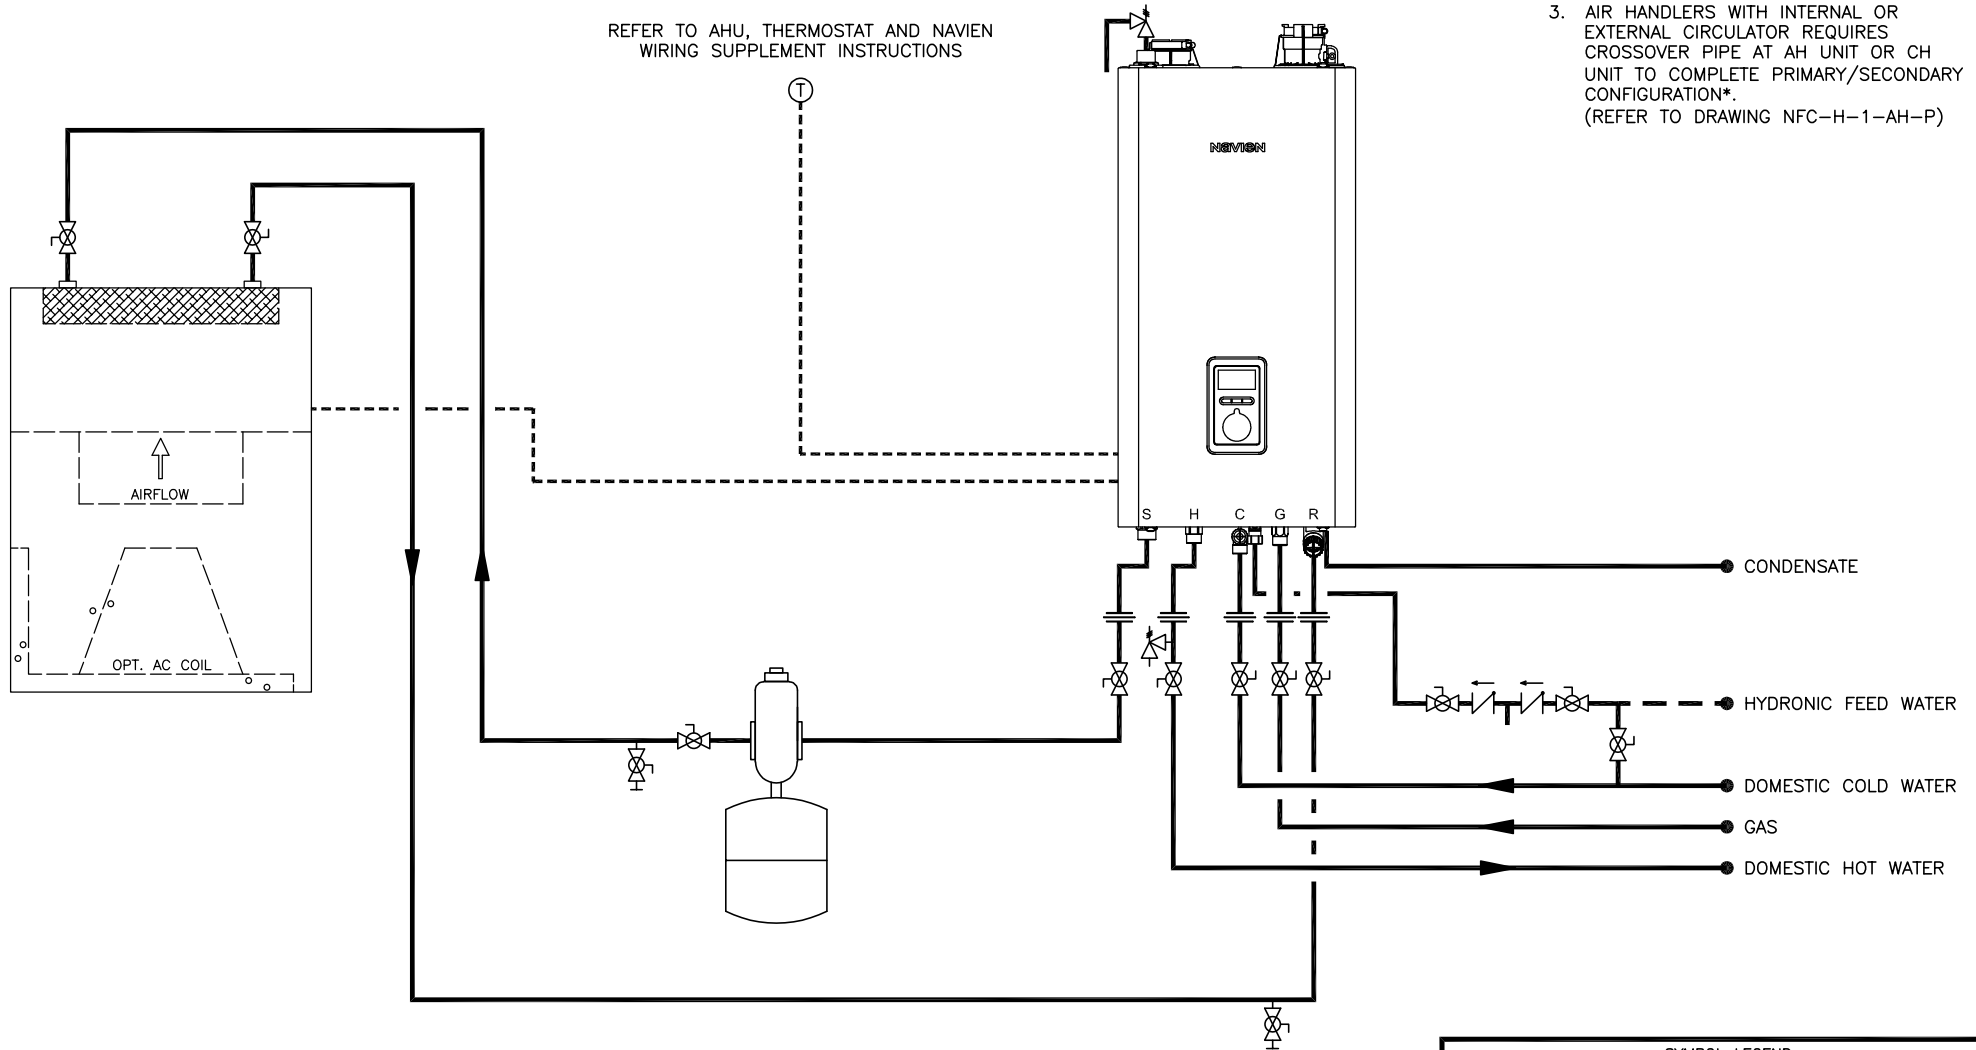 REFER TO AHU, THERMOSTAT AND NAVIEN
WIRING SUPPLEMENT INSTRUCTIONS
T
3. AIR HANDLERS WITH INTERNAL OR
EXTERNAL CIRCULATOR REQUIRES
CROSSOVER PIPE AT AH UNIT OR CH
UNIT TO COMPLETE PRIMARY/SECONDARY
CONFIGURATION*.
(REFER TO DRAWING NFC-H-1-AH-P)
NAVIEN
AIRFLOW
OPT. AC COIL
S H C G R
CONDENSATE
HYDRONIC FEED WATER
DOMESTIC COLD WATER
GAS
DOMESTIC HOT WATER
SYMBOL LEGEND